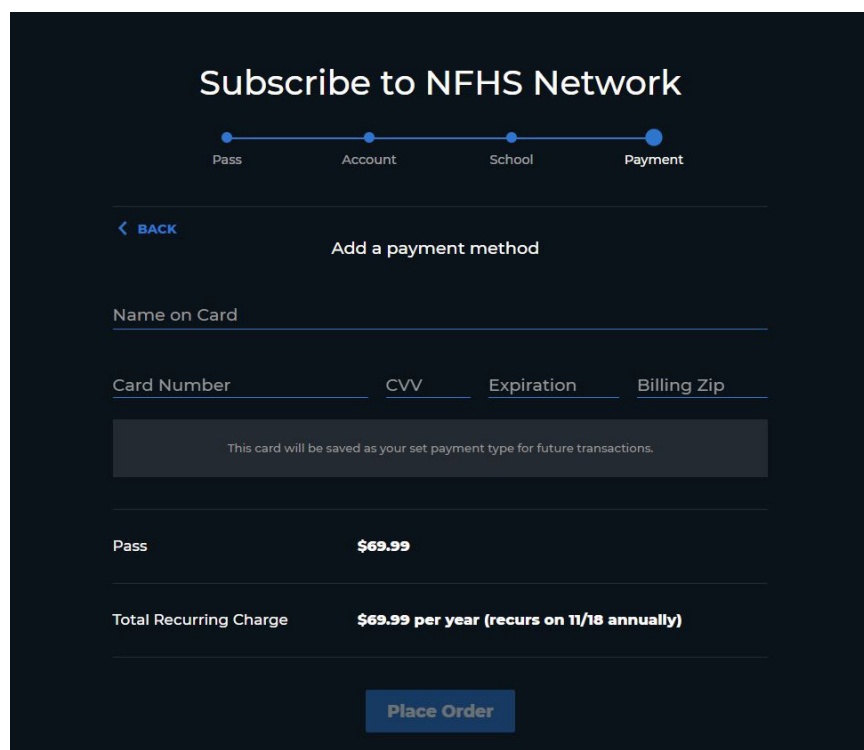 Subscribe to NFHS Network
Pass Account School Payment
BACK
Add a payment method
Name on Card
Card Number CVV Expiration Billing Zip
This card will be saved as your set payment type for future transactions.
Pass $69.99
Total Recurring Charge $69.99 per year (recurs on 11/18 annually)
Place Order